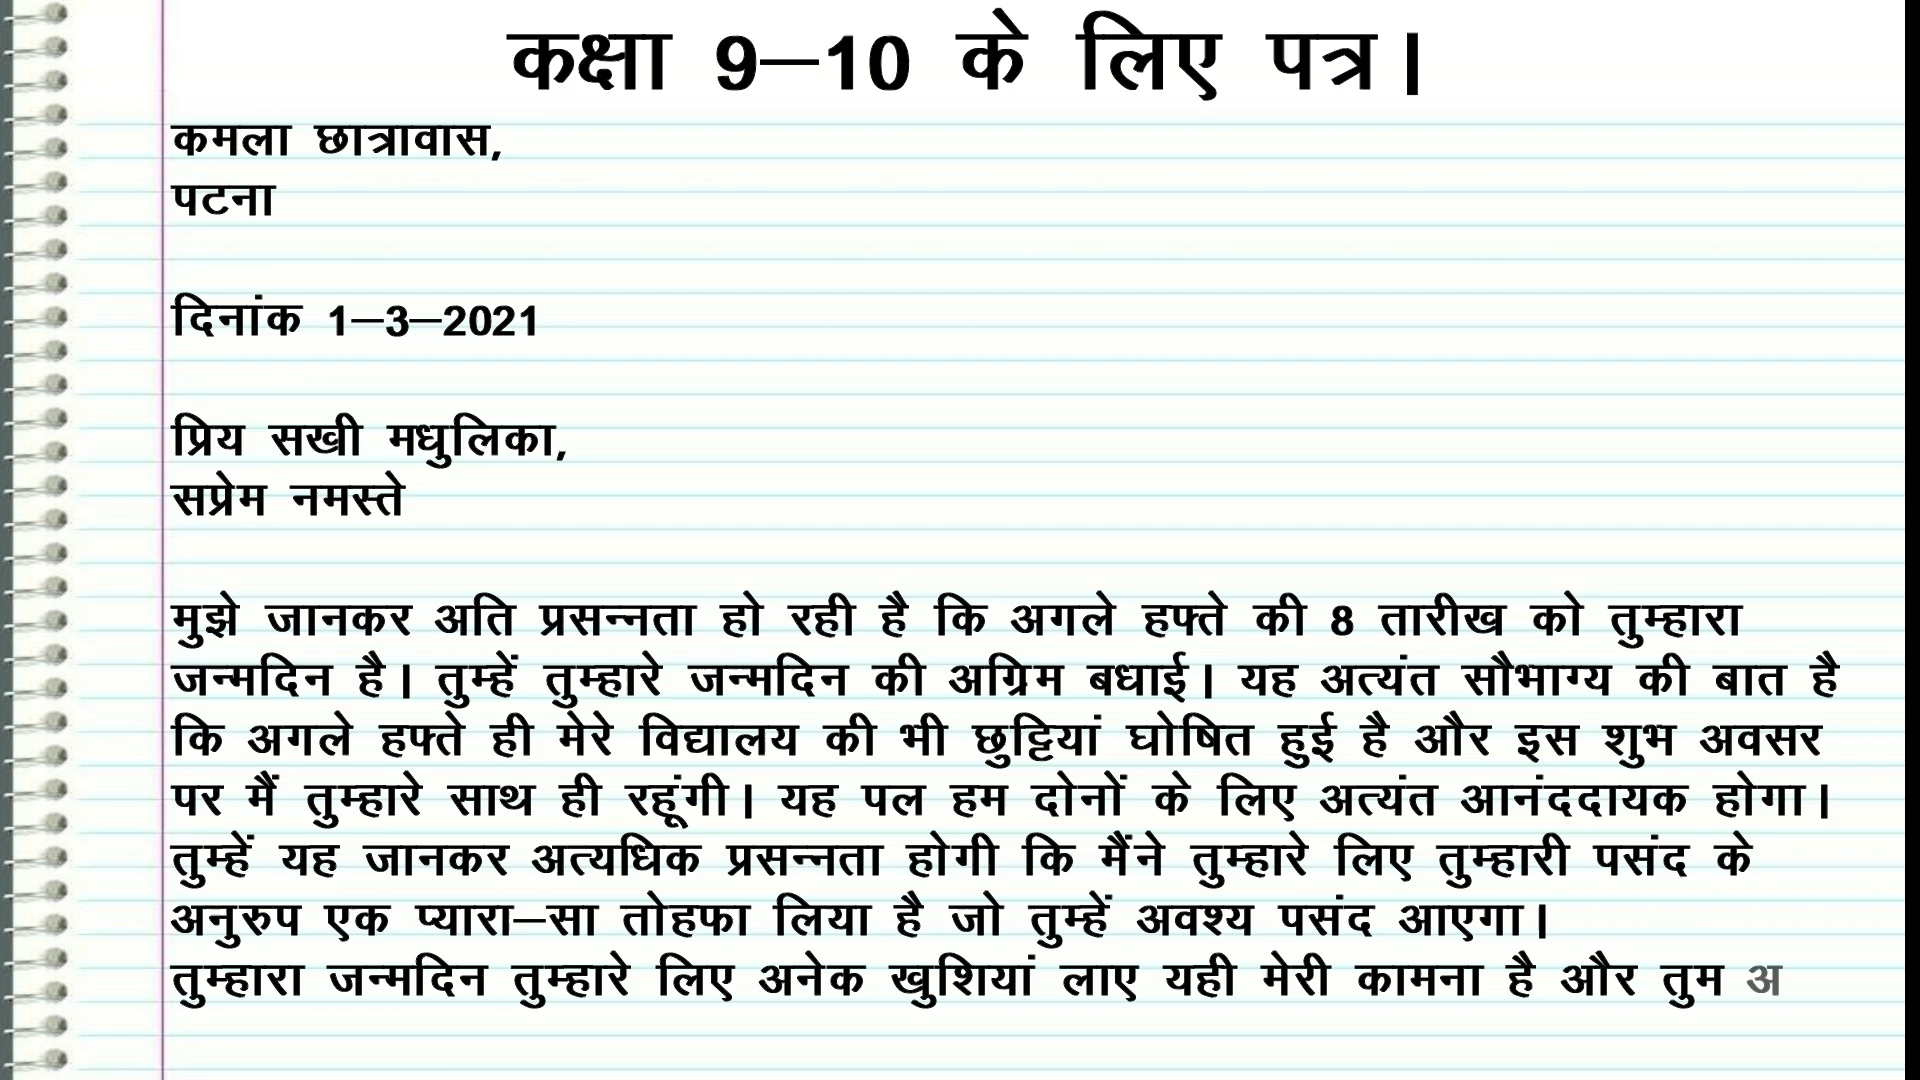 कक्षा 9–10 के लिए पत्र।
कमला छात्रावास,
पटना
दिनांक 1–3–2021
प्रिय सखी मधुलिका,
सप्रेम नमस्ते
मुझे जानकर अति प्रसन्नता हो रही है कि अगले हफ्ते की 8 तारीख को तुम्हारा
जन्मदिन है। तुम्हें तुम्हारे जन्मदिन की अग्रिम बधाई। यह अत्यंत सौभाग्य की बात है
कि अगले हफ्ते ही मेरे विद्यालय की भी छुट्टियां घोषित हुई है और इस शुभ अवसर
पर मैं तुम्हारे साथ ही रहूंगी। यह पल हम दोनों के लिए अत्यंत आनंददायक होगा।
तुम्हें यह जानकर अत्यधिक प्रसन्नता होगी कि मैंने तुम्हारे लिए तुम्हारी पसंद के
अनुरुप एक प्यारा–सा तोहफा लिया है जो तुम्हें अवश्य पसंद आएगा।
तुम्हारा जन्मदिन तुम्हारे लिए अनेक खुशियां लाए यही मेरी कामना है और तुम अ